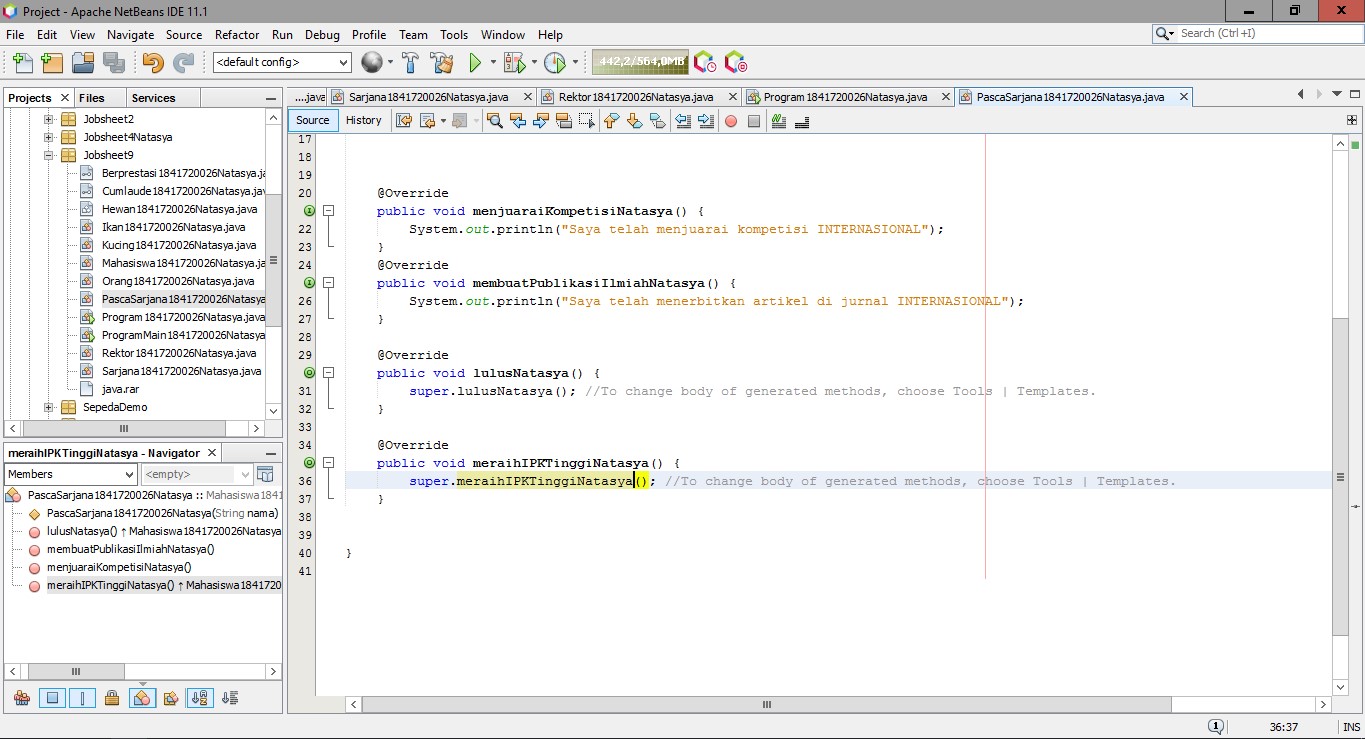 Project - Apache NetBeans IDE 11.1
File Edit View Navigate Source Refactor Run Debug Profile Team Tools Window Help
Search (Ctrl+I)
<default config>
442,2/564,0MB
Projects Files Services
....java Sarjana1841720026Natasya.java Rektor1841720026Natasya.java Program1841720026Natasya.java PascaSarjana1841720026Natasya.java
Source History
Jobsheet2
Jobsheet4Natasya
Jobsheet9
Berprestasi1841720026Natasya.ja
Cumlaude1841720026Natasya.jav
Hewan1841720026Natasya.java
Ikan1841720026Natasya.java
Kucing1841720026Natasya.java
Mahasiswa1841720026Natasya.ja
Orang1841720026Natasya.java
PascaSarjana1841720026Natasya
Program1841720026Natasya.java
ProgramMain1841720026Natasya
Rektor1841720026Natasya.java
Sarjana1841720026Natasya.java
java.rar
SepedaDemo
meraihIPKTinggiNatasya - Navigator
Members <empty>
PascaSarjana1841720026Natasya :: Mahasiswa1841
PascaSarjana1841720026Natasya(String nama)
lulusNatasya() ↑ Mahasiswa1841720026Natasya
membuatPublikasiIlmiahNatasya()
menjuaraiKompetisiNatasya()
meraihIPKTinggiNatasya() ↑ Mahasiswa1841720
17
18
19
20 @Override
public void menjuaraiKompetisiNatasya() {
22 System.out.println("Saya telah menjuarai kompetisi INTERNASIONAL");
23 }
24 @Override
public void membuatPublikasiIlmiahNatasya() {
26 System.out.println("Saya telah menerbitkan artikel di jurnal INTERNASIONAL");
27 }
28
29 @Override
public void lulusNatasya() {
31 super.lulusNatasya(); //To change body of generated methods, choose Tools | Templates.
32 }
33
34 @Override
public void meraihIPKTinggiNatasya() {
36 super.meraihIPKTinggiNatasya(); //To change body of generated methods, choose Tools | Templates.
37 }
38
39
40 }
41
1 36:37 INS